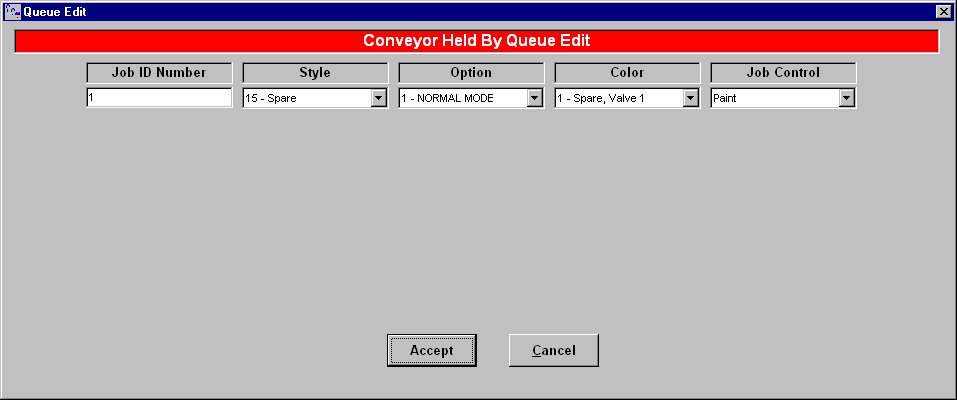 Queue Edit
Conveyor Held By Queue Edit
Job ID Number Style Option Color Job Control
1 15 - Spare 1 - NORMAL MODE 1 - Spare, Valve 1 Paint
Accept Cancel